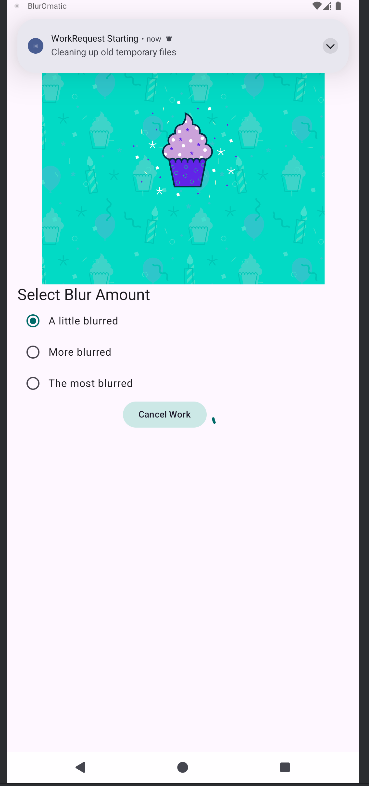 BlurOmatic
WorkRequest Starting • now
Cleaning up old temporary files
Select Blur Amount
A little blurred
More blurred
The most blurred
Cancel Work